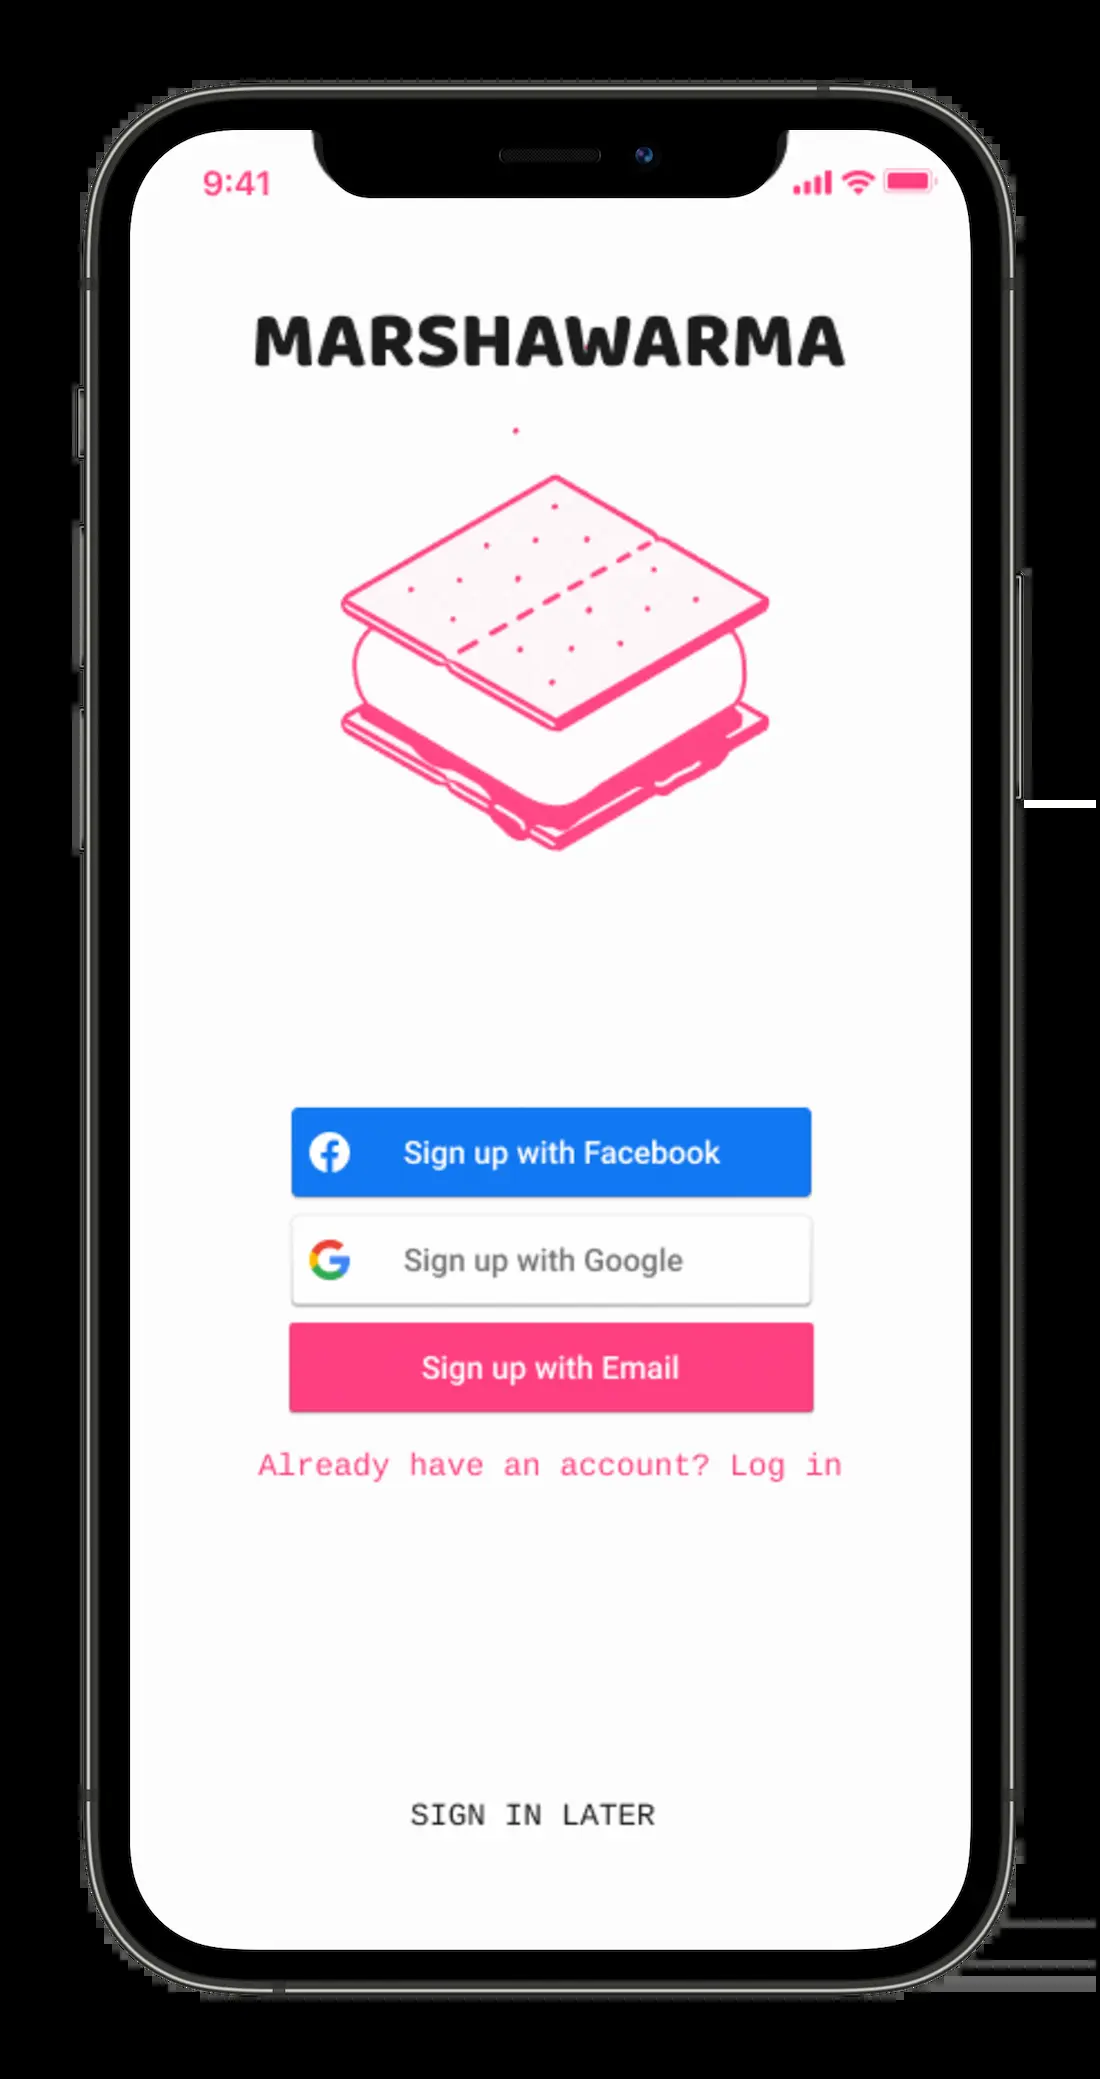 9:41
MARSHAWARMA
Sign up with Facebook
Sign up with Google
Sign up with Email
Already have an account? Log in
SIGN IN LATER